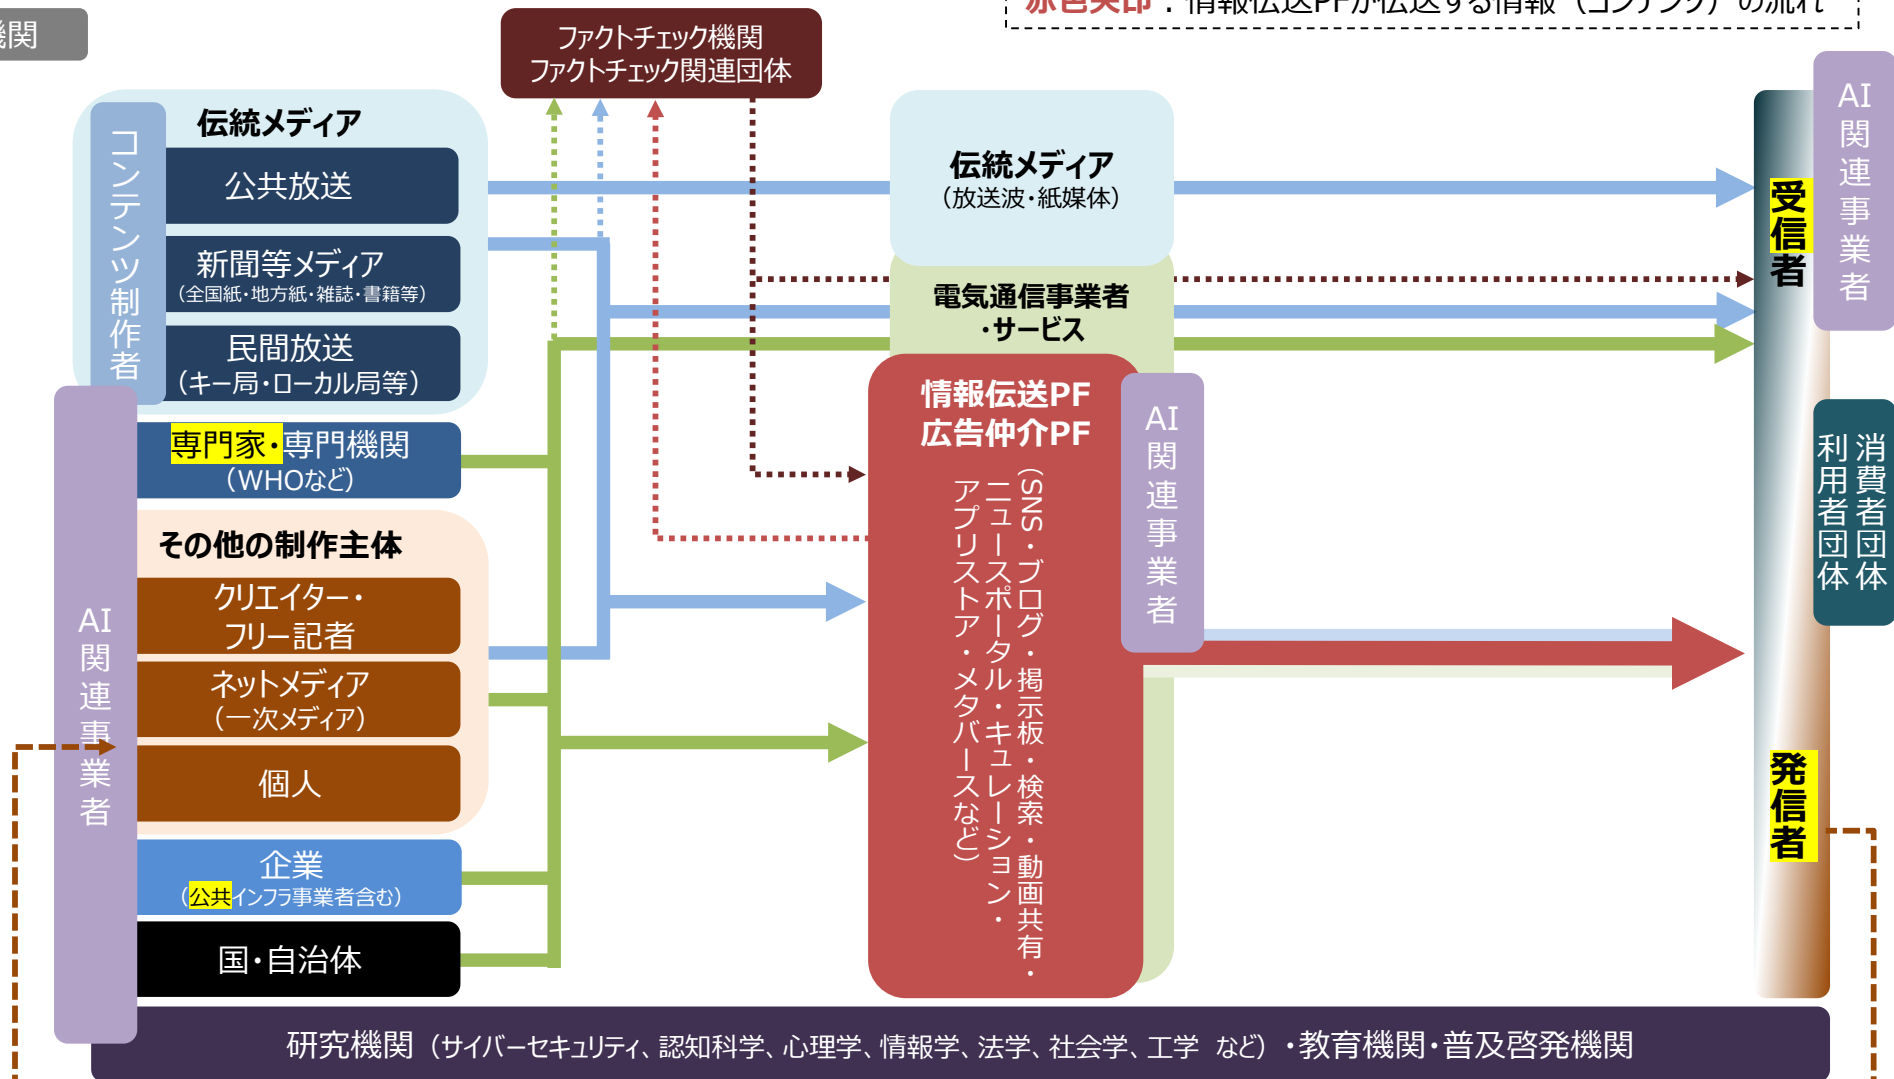 赤色矢印：情報伝送PFが伝送する情報（コンテンツ）の流れ
機関
ファクトチェック機関
ファクトチェック関連団体
伝統メディア
コンテンツ制作者
公共放送
新聞等メディア
（全国紙・地方紙・雑誌・書籍等）
民間放送
（キー局・ローカル局等）
専門家・専門機関
（WHOなど）
その他の制作主体
クリエイター・
フリー記者
ネットメディア
（一次メディア）
個人
企業
（公共インフラ事業者含む）
国・自治体
AI関連事業者
伝統メディア
（放送波・紙媒体）
電気通信事業者
・サービス
情報伝送PF
広告仲介PF
（SNS・ブログ・掲示板・検索・動画共有・
ニュースポータル・キュレーション・
アプリストア・メタバースなど）
AI関連事業者
受信者
発信者
AI関連事業者
消費者団体
利用者団体
研究機関（サイバーセキュリティ、認知科学、心理学、情報学、法学、社会学、工学 など）・教育機関・普及啓発機関